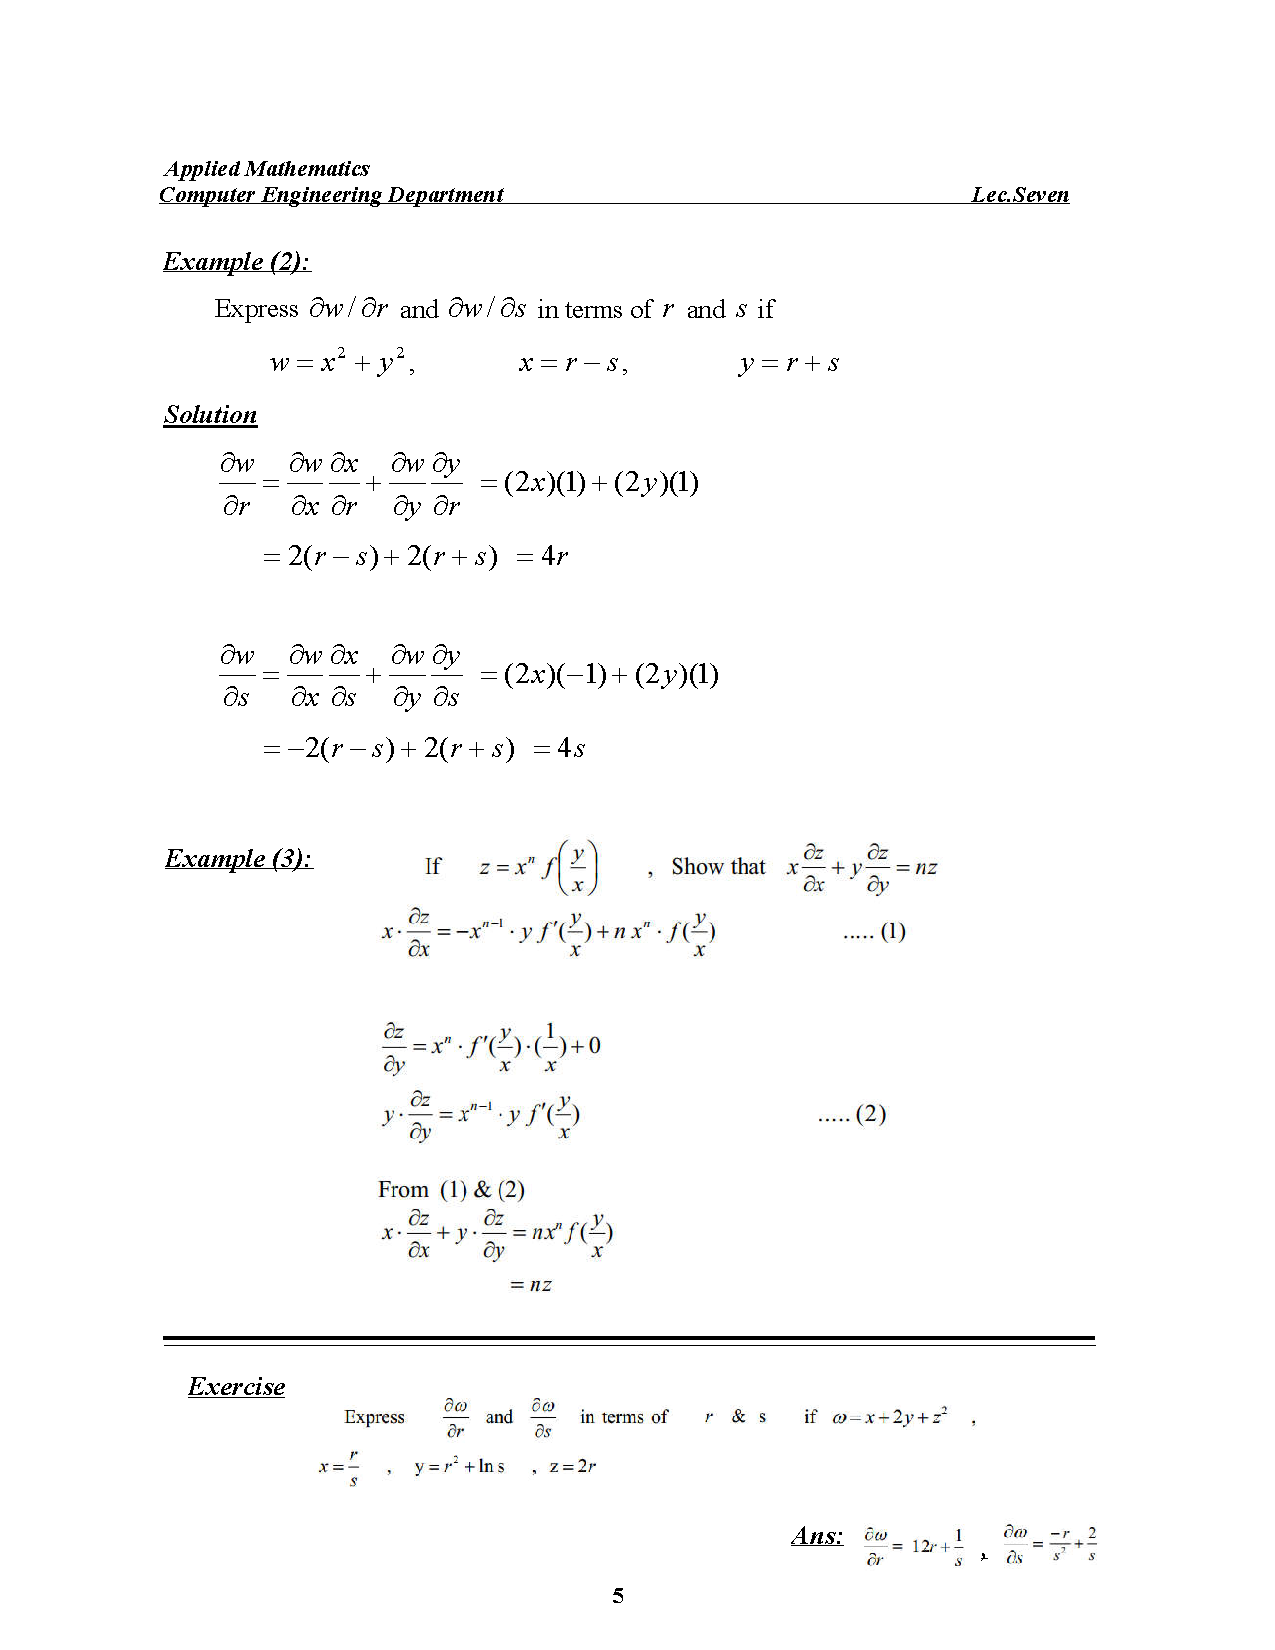 Applied Mathematics
Computer Engineering Department Lec.Seven
Example (2):
Express ∂w/∂r and ∂w/∂s in terms of r and s if
w = x² + y², x = r − s, y = r + s
Solution
∂w/∂r = ∂w/∂x ∂x/∂r + ∂w/∂y ∂y/∂r = (2x)(1) + (2y)(1)
= 2(r − s) + 2(r + s) = 4r
∂w/∂s = ∂w/∂x ∂x/∂s + ∂w/∂y ∂y/∂s = (2x)(−1) + (2y)(1)
= −2(r − s) + 2(r + s) = 4s
Example (3): If z = xⁿ f(y/x) , Show that x ∂z/∂x + y ∂z/∂y = nz
x · ∂z/∂x = −xⁿ⁻¹ · y f′(y/x) + n xⁿ · f(y/x) ..... (1)
∂z/∂y = xⁿ · f′(y/x) · (1/x) + 0
y · ∂z/∂y = xⁿ⁻¹ · y f′(y/x) ..... (2)
From (1) & (2)
x · ∂z/∂x + y · ∂z/∂y = nxⁿ f(y/x)
= nz
Exercise
Express ∂ω/∂r and ∂ω/∂s in terms of r & s if ω = x + 2y + z² ,
x = r/s , y = r² + ln s , z = 2r
Ans: ∂ω/∂r = 12r + 1/s , ∂ω/∂s = −r/s² + 2/s
5